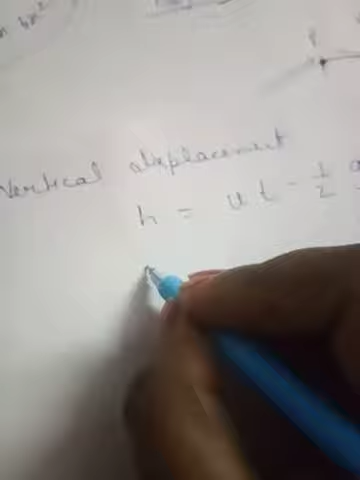 P
Vertical displacement
h = ut - 1/2